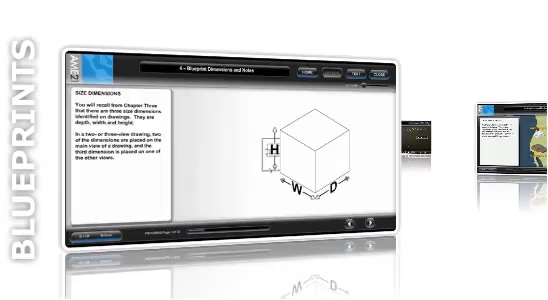 BLUEPRINTS
AME21
4 – Blueprint Dimensions and Notes
HOME
TEXT
CLOSE
SIZE DIMENSIONS
You will recall from Chapter Three
that there are three size dimensions
identified on drawings. They are
depth, width and height.
In a two- or three-view drawing, two
of the dimensions are placed on the
main view of a drawing, and the
third dimension is placed on one of
the other views.
H
W
D